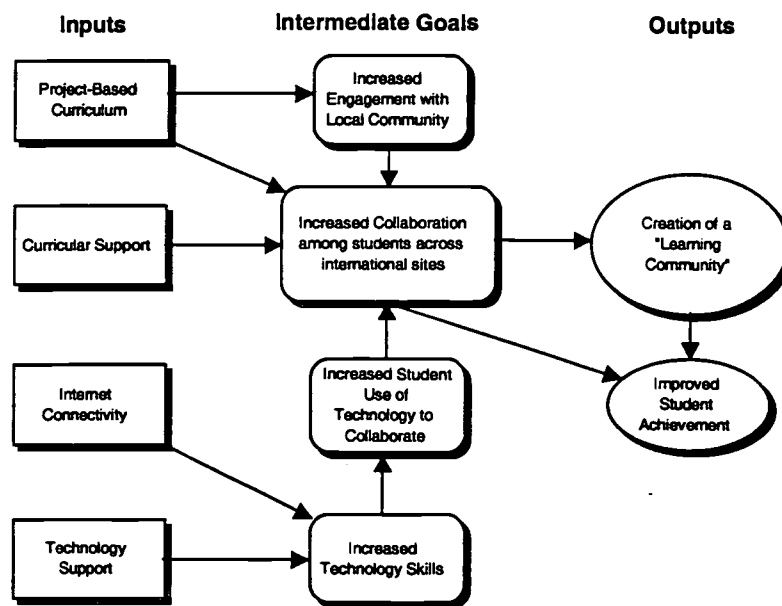 Inputs
Intermediate Goals
Outputs
Project-Based
Curriculum
Increased
Engagement with
Local Community
Curricular Support
Increased Collaboration
among students across
international sites
Creation of a
"Learning
Community"
Internet
Connectivity
Increased Student
Use of
Technology to
Collaborate
Improved
Student
Achievement
Technology
Support
Increased
Technology Skills